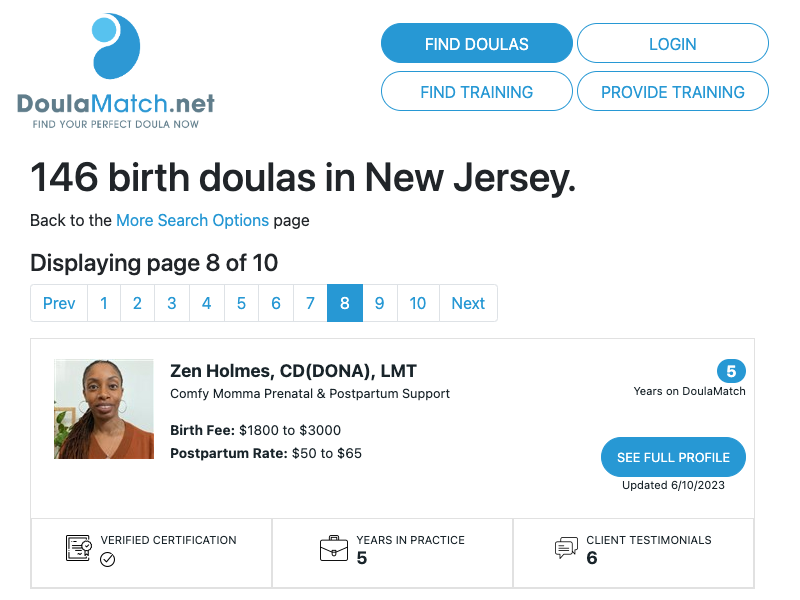 DoulaMatch.net
FIND YOUR PERFECT DOULA NOW
FIND DOULAS
LOGIN
FIND TRAINING
PROVIDE TRAINING
146 birth doulas in New Jersey.
Back to the More Search Options page
Displaying page 8 of 10
Prev 1 2 3 4 5 6 7 8 9 10 Next
Zen Holmes, CD(DONA), LMT
Comfy Momma Prenatal & Postpartum Support
Birth Fee: $1800 to $3000
Postpartum Rate: $50 to $65
5
Years on DoulaMatch
SEE FULL PROFILE
Updated 6/10/2023
VERIFIED CERTIFICATION
YEARS IN PRACTICE
5
CLIENT TESTIMONIALS
6